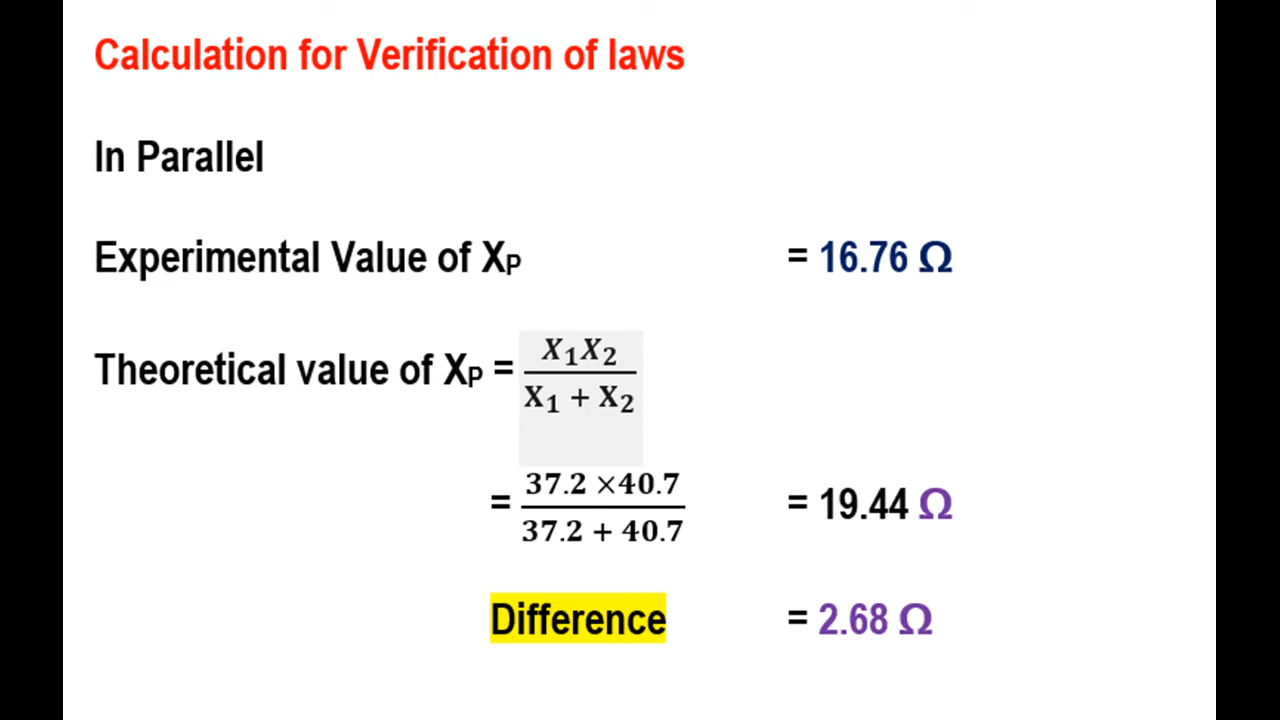 Calculation for Verification of laws
In Parallel
Experimental Value of Xₚ = 16.76 Ω
Theoretical value of Xₚ = X₁X₂ / X₁ + X₂
= 37.2 ×40.7 / 37.2 + 40.7 = 19.44 Ω
Difference = 2.68 Ω